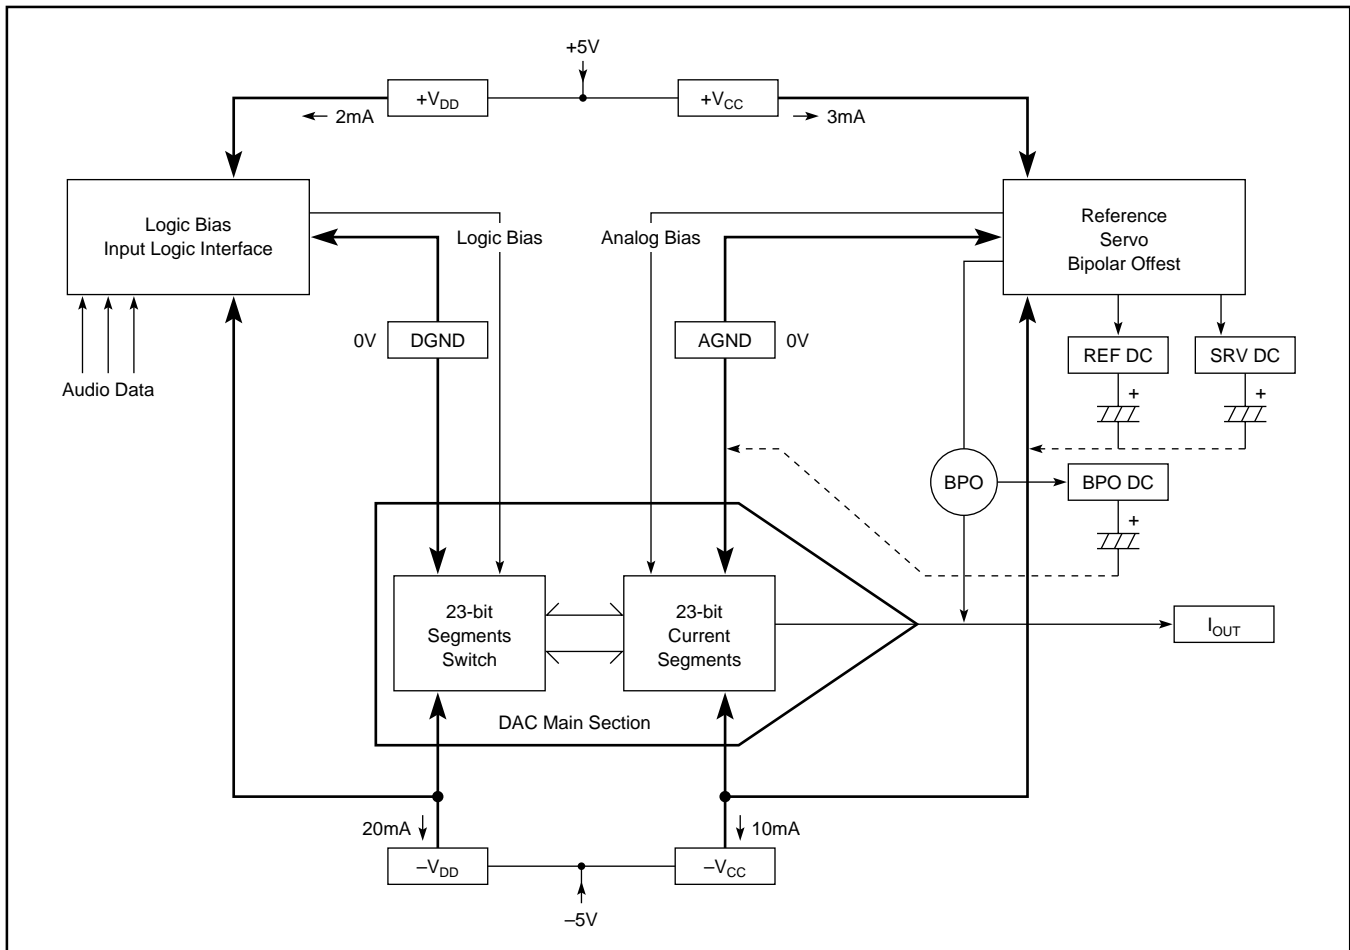 +5V
+VDD
+VCC
← 2mA
→ 3mA
Logic Bias
Input Logic Interface
Logic Bias
Analog Bias
Reference
Servo
Bipolar Offest
0V
DGND
AGND
0V
REF DC
SRV DC
+
+
Audio Data
BPO
BPO DC
+
23-bit
Segments
Switch
23-bit
Current
Segments
IOUT
DAC Main Section
20mA
10mA
–VDD
–VCC
–5V